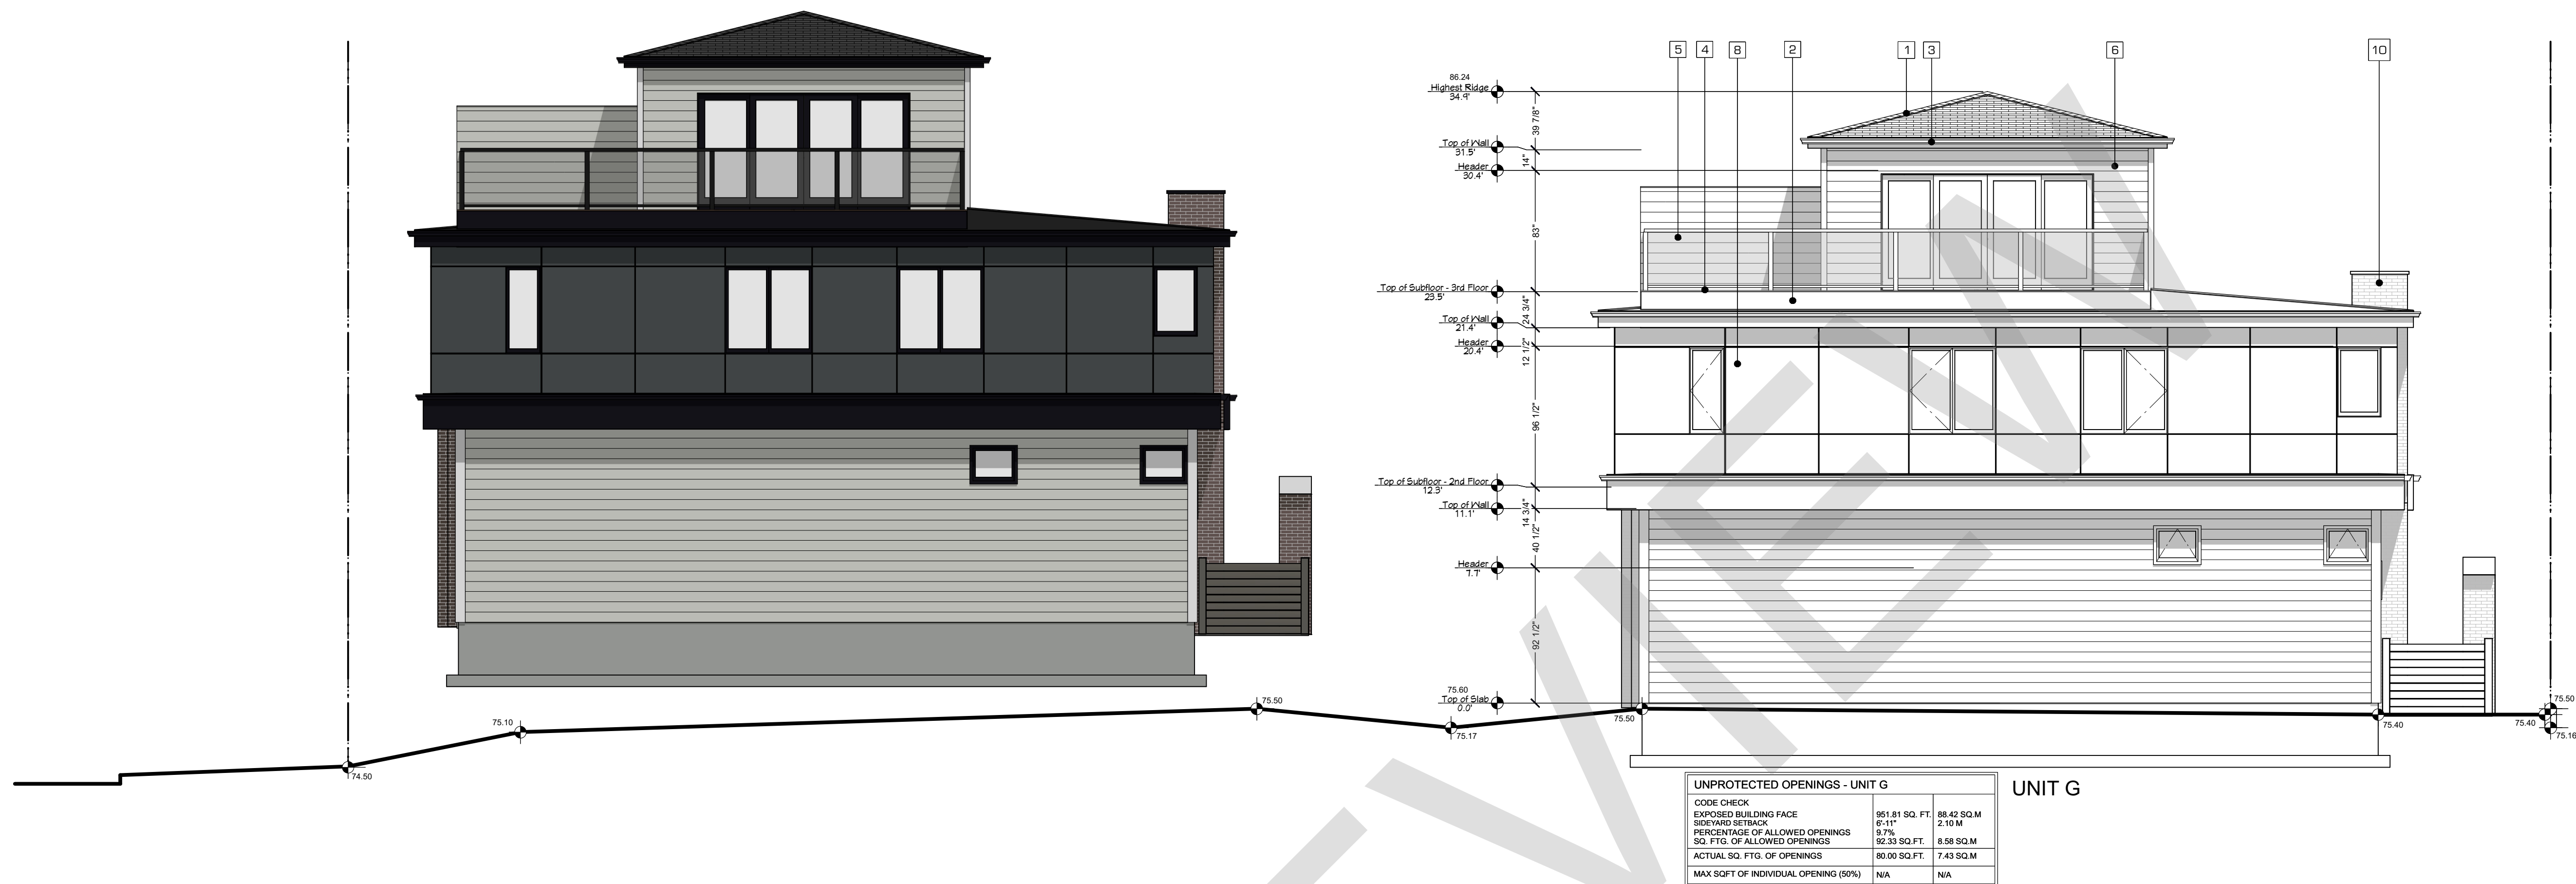 5 4 8 2 1 3 6 10
86.24
Highest Ridge
34.9'
39 7/8"
Top of Wall
31.5'
14"
Header
30.4'
83"
Top of Subfloor - 3rd Floor
23.5'
24 3/4"
Top of Wall
21.4'
Header
20.4'
12 1/2"
96 1/2"
Top of Subfloor - 2nd Floor
12.3'
14 3/4"
Top of Wall
11.1'
40 1/2"
Header
7.7'
92 1/2"
75.60
Top of Slab
0.0'
74.50
75.10
75.50
75.17
75.50
75.40
75.40
75.50
75.16
UNIT G
UNPROTECTED OPENINGS - UNIT G
CODE CHECK
EXPOSED BUILDING FACE 951.81 SQ. FT. 88.42 SQ.M
SIDEYARD SETBACK 6'-11" 2.10 M
PERCENTAGE OF ALLOWED OPENINGS 9.7%
SQ. FTG. OF ALLOWED OPENINGS 92.33 SQ.FT. 8.58 SQ.M
ACTUAL SQ. FTG. OF OPENINGS 80.00 SQ.FT. 7.43 SQ.M
MAX SQFT OF INDIVIDUAL OPENING (50%) N/A N/A